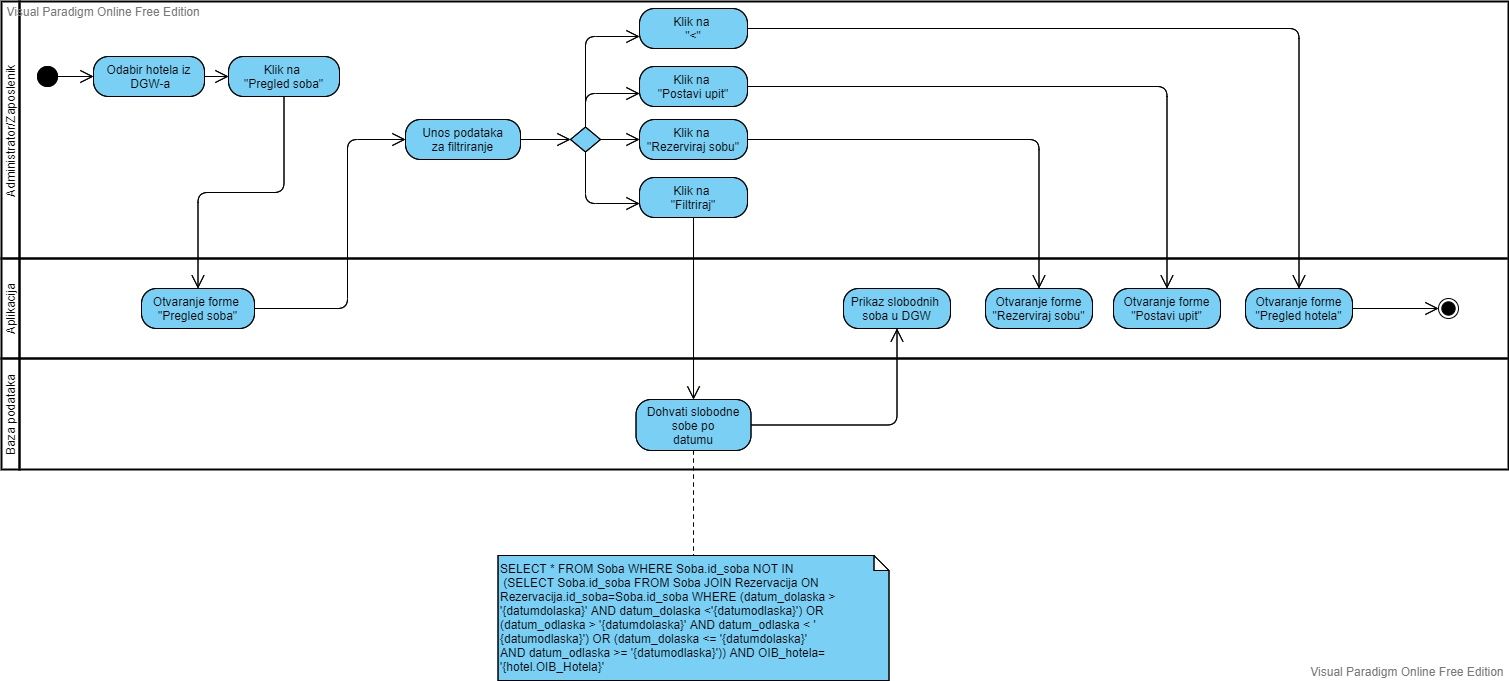 Visual Paradigm Online Free Edition
Administrator/Zaposlenik
Odabir hotela iz
DGW-a
Klik na
"Pregled soba"
Unos podataka
za filtriranje
Klik na
"<"
Klik na
"Postavi upit"
Klik na
"Rezerviraj sobu"
Klik na
"Filtriraj"
Aplikacija
Otvaranje forme
"Pregled soba"
Prikaz slobodnih
soba u DGW
Otvaranje forme
"Rezerviraj sobu"
Otvaranje forme
"Postavi upit"
Otvaranje forme
"Pregled hotela"
Baza podataka
Dohvati slobodne
sobe po
datumu
SELECT * FROM Soba WHERE Soba.id_soba NOT IN
(SELECT Soba.id_soba FROM Soba JOIN Rezervacija ON
Rezervacija.id_soba=Soba.id_soba WHERE (datum_dolaska >
'{datumdolaska}' AND datum_dolaska <'{datumodlaska}') OR
(datum_odlaska > '{datumdolaska}' AND datum_odlaska < '
{datumodlaska}') OR (datum_dolaska <= '{datumdolaska}'
AND datum_odlaska >= '{datumodlaska}')) AND OIB_hotela=
'{hotel.OIB_Hotela}'
Visual Paradigm Online Free Edition